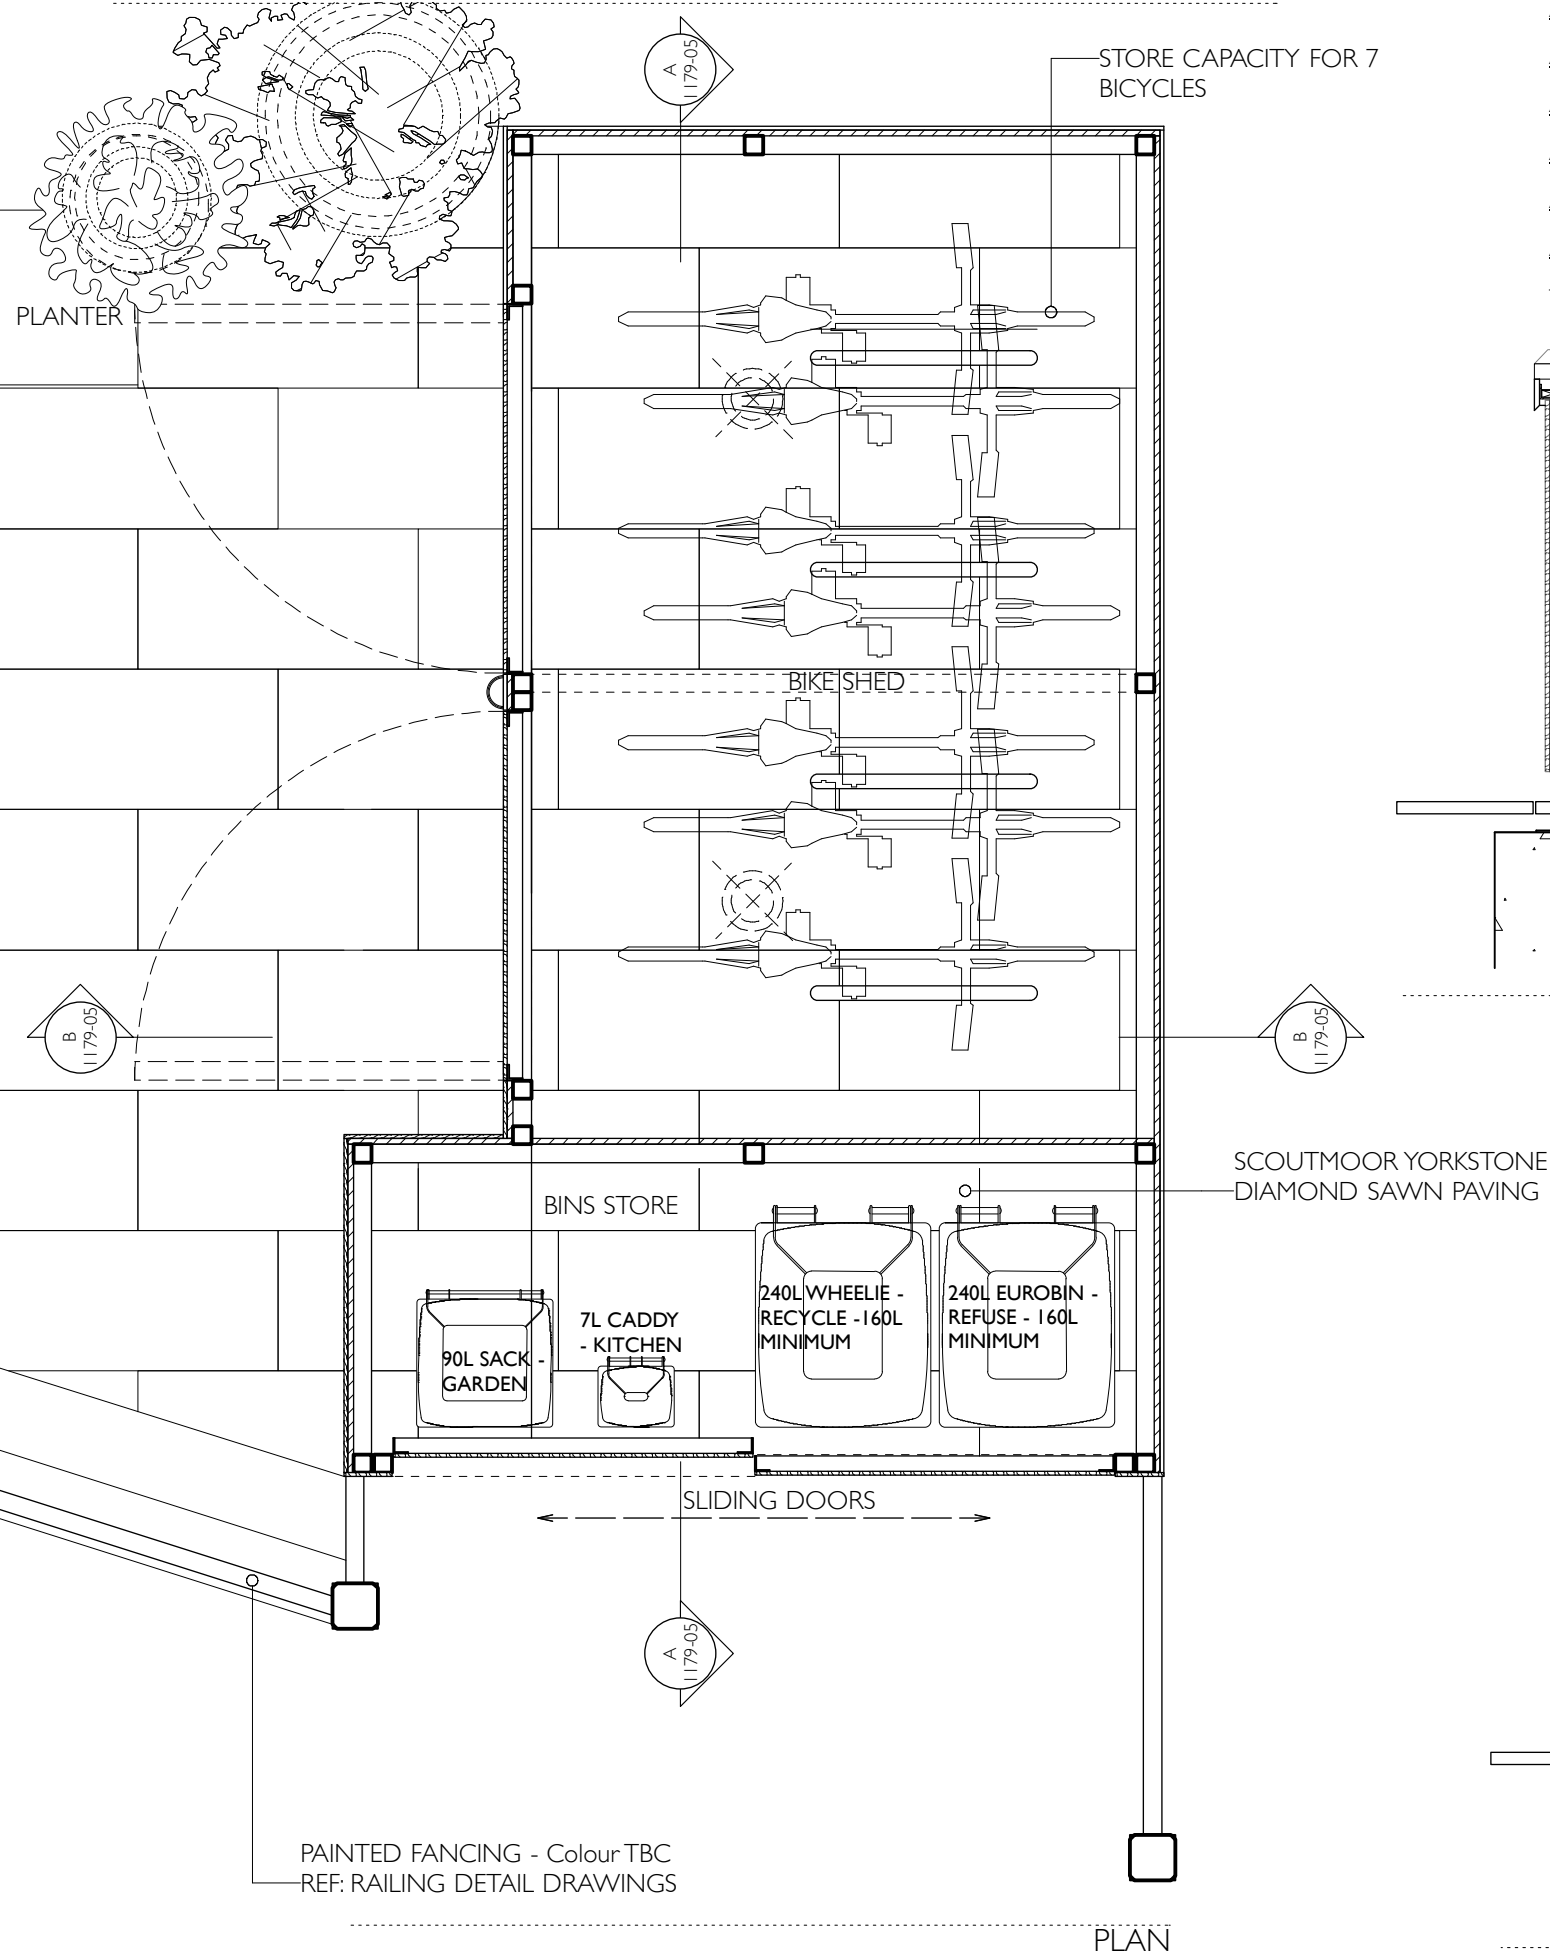 A
1179-05
STORE CAPACITY FOR 7
BICYCLES
PLANTER
BIKE SHED
B
1179-05
B
1179-05
SCOUTMOOR YORKSTONE
DIAMOND SAWN PAVING
BINS STORE
240L WHEELIE -
RECYCLE -160L
MINIMUM
240L EUROBIN -
REFUSE - 160L
MINIMUM
7L CADDY
- KITCHEN
90L SACK -
GARDEN
SLIDING DOORS
A
1179-05
PAINTED FANCING - Colour TBC
REF: RAILING DETAIL DRAWINGS
PLAN